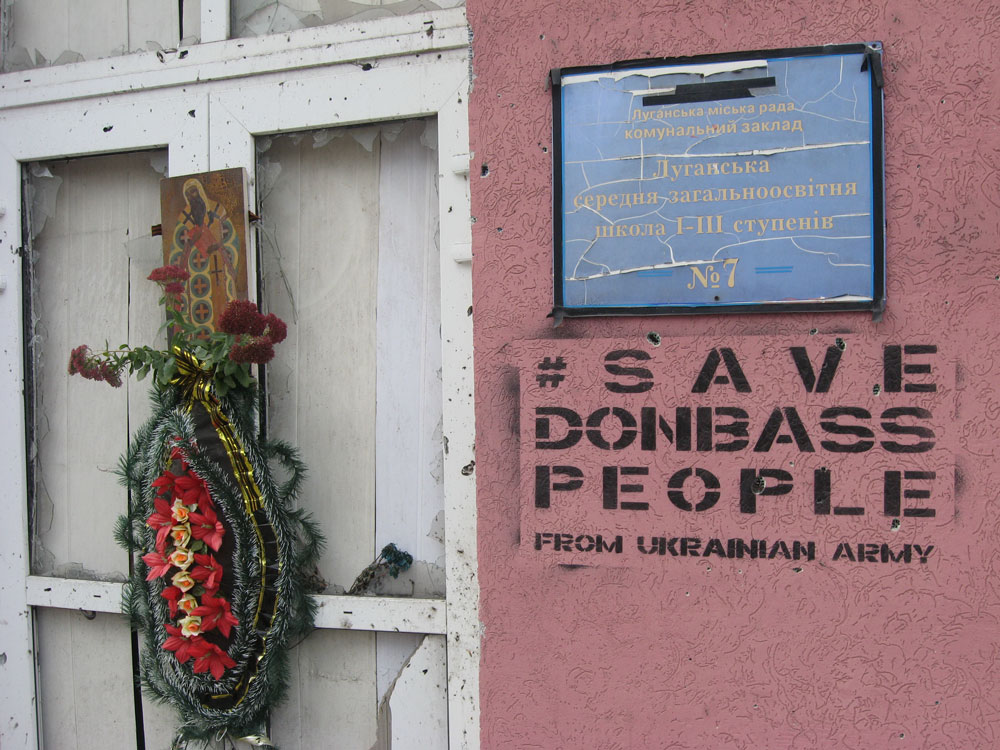 Луганська міська рада
комунальний заклад
Луганська
середня загальноосвітня
школа І-ІІІ ступенів
№7
#SAVE
DONBASS
PEOPLE
FROM UKRAINIAN ARMY